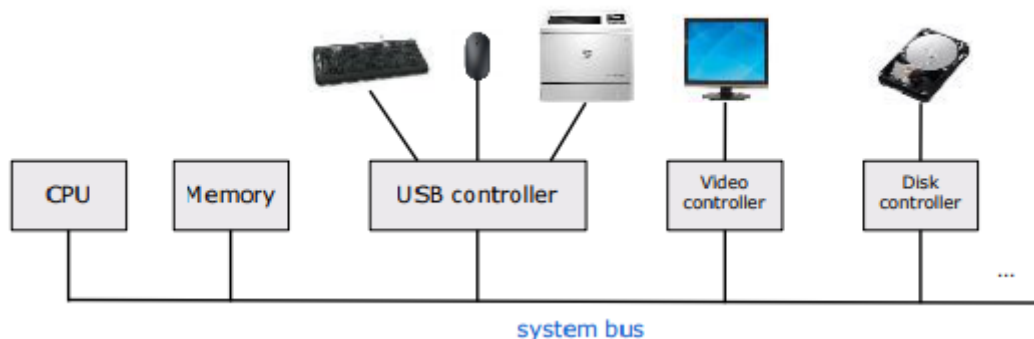 CPU
Memory
USB controller
Video
controller
Disk
controller
...
system bus